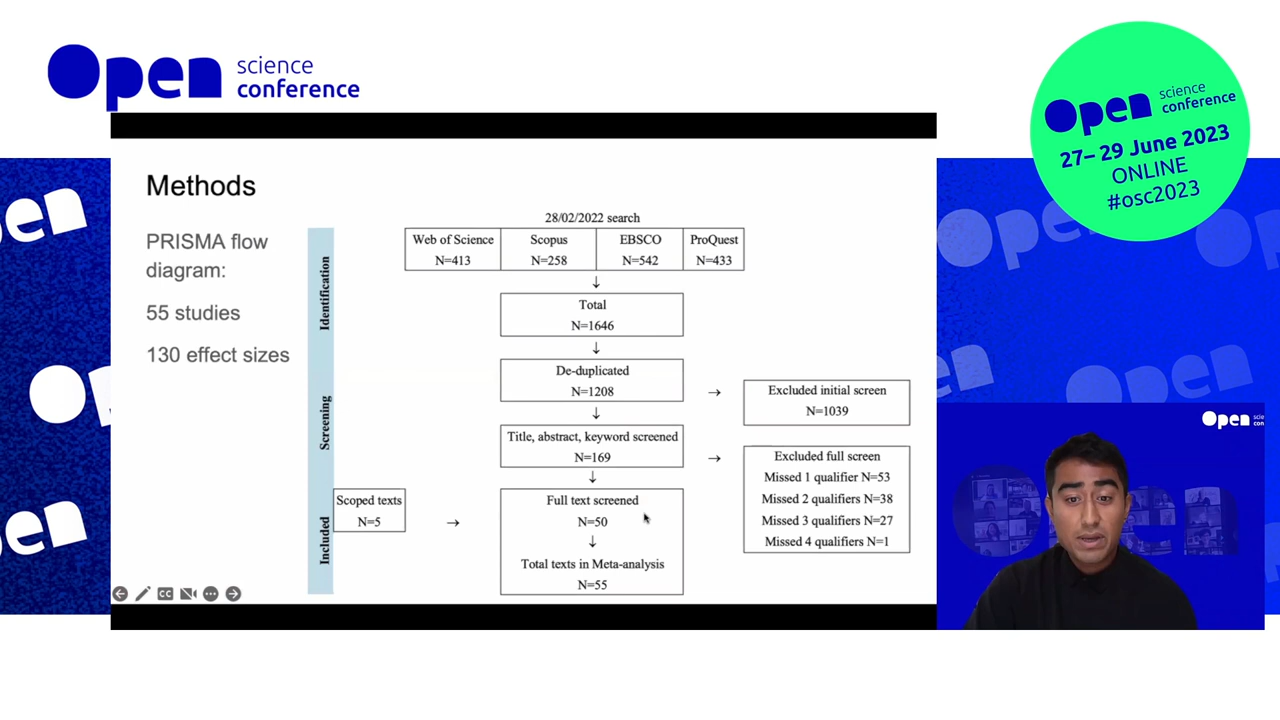 Open science
conference
Open science
conference
27– 29 June 2023
ONLINE
#osc2023
Methods
PRISMA flow
diagram:
55 studies
130 effect sizes
Identification
Screening
Included
28/02/2022 search
Web of Science
N=413
Scopus
N=258
EBSCO
N=542
ProQuest
N=433
↓
Total
N=1646
↓
De-duplicated
N=1208
→
Excluded initial screen
N=1039
↓
Title, abstract, keyword screened
N=169
→
Excluded full screen
Missed 1 qualifier N=53
Missed 2 qualifiers N=38
Missed 3 qualifiers N=27
Missed 4 qualifiers N=1
↓
Scoped texts
N=5
→
Full text screened
N=50
↓
Total texts in Meta-analysis
N=55
CC
Open scie
con